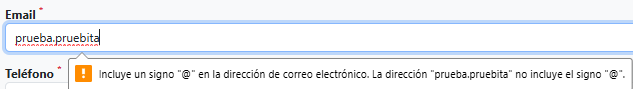 Email *
prueba.pruebita
Teléfono *
Incluye un signo "@" en la dirección de correo electrónico. La dirección "prueba.pruebita" no incluye el signo "@".